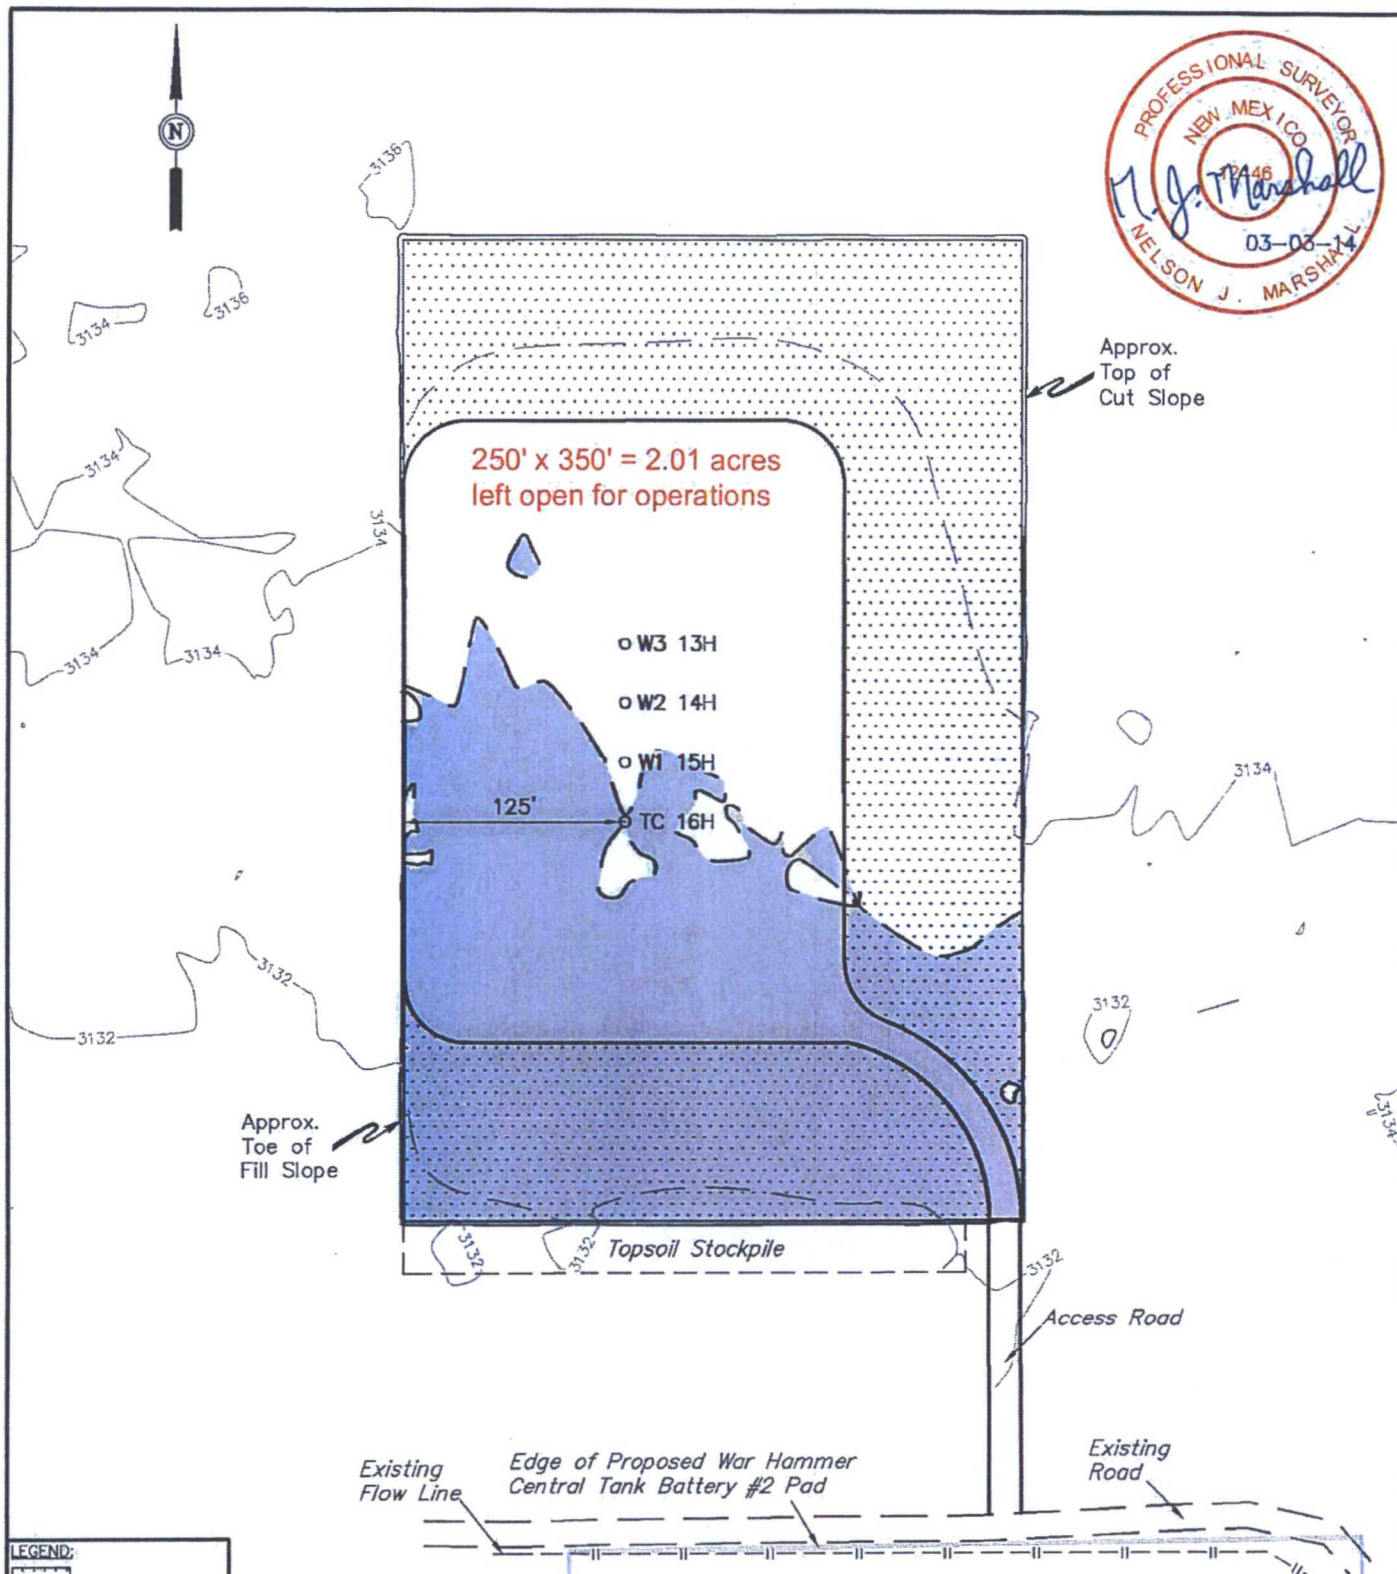 N
PROFESSIONAL SURVEYOR
NEW MEXICO
N. J. Marshall
03-03-14
NELSON J. MARSHALL
3136
3136
3134
Approx.
Top of
Cut Slope
250' x 350' = 2.01 acres
left open for operations
3134
3134
W3 13H
3134
3134
W2 14H
W1 15H
3134
125'
TC 16H
3132
3132
3132
3134
Approx.
Toe of
Fill Slope
3132
3132
Topsoil Stockpile
3132
Access Road
Existing
Flow Line
Edge of Proposed War Hammer
Central Tank Battery #2 Pad
Existing
Road
LEGEND: